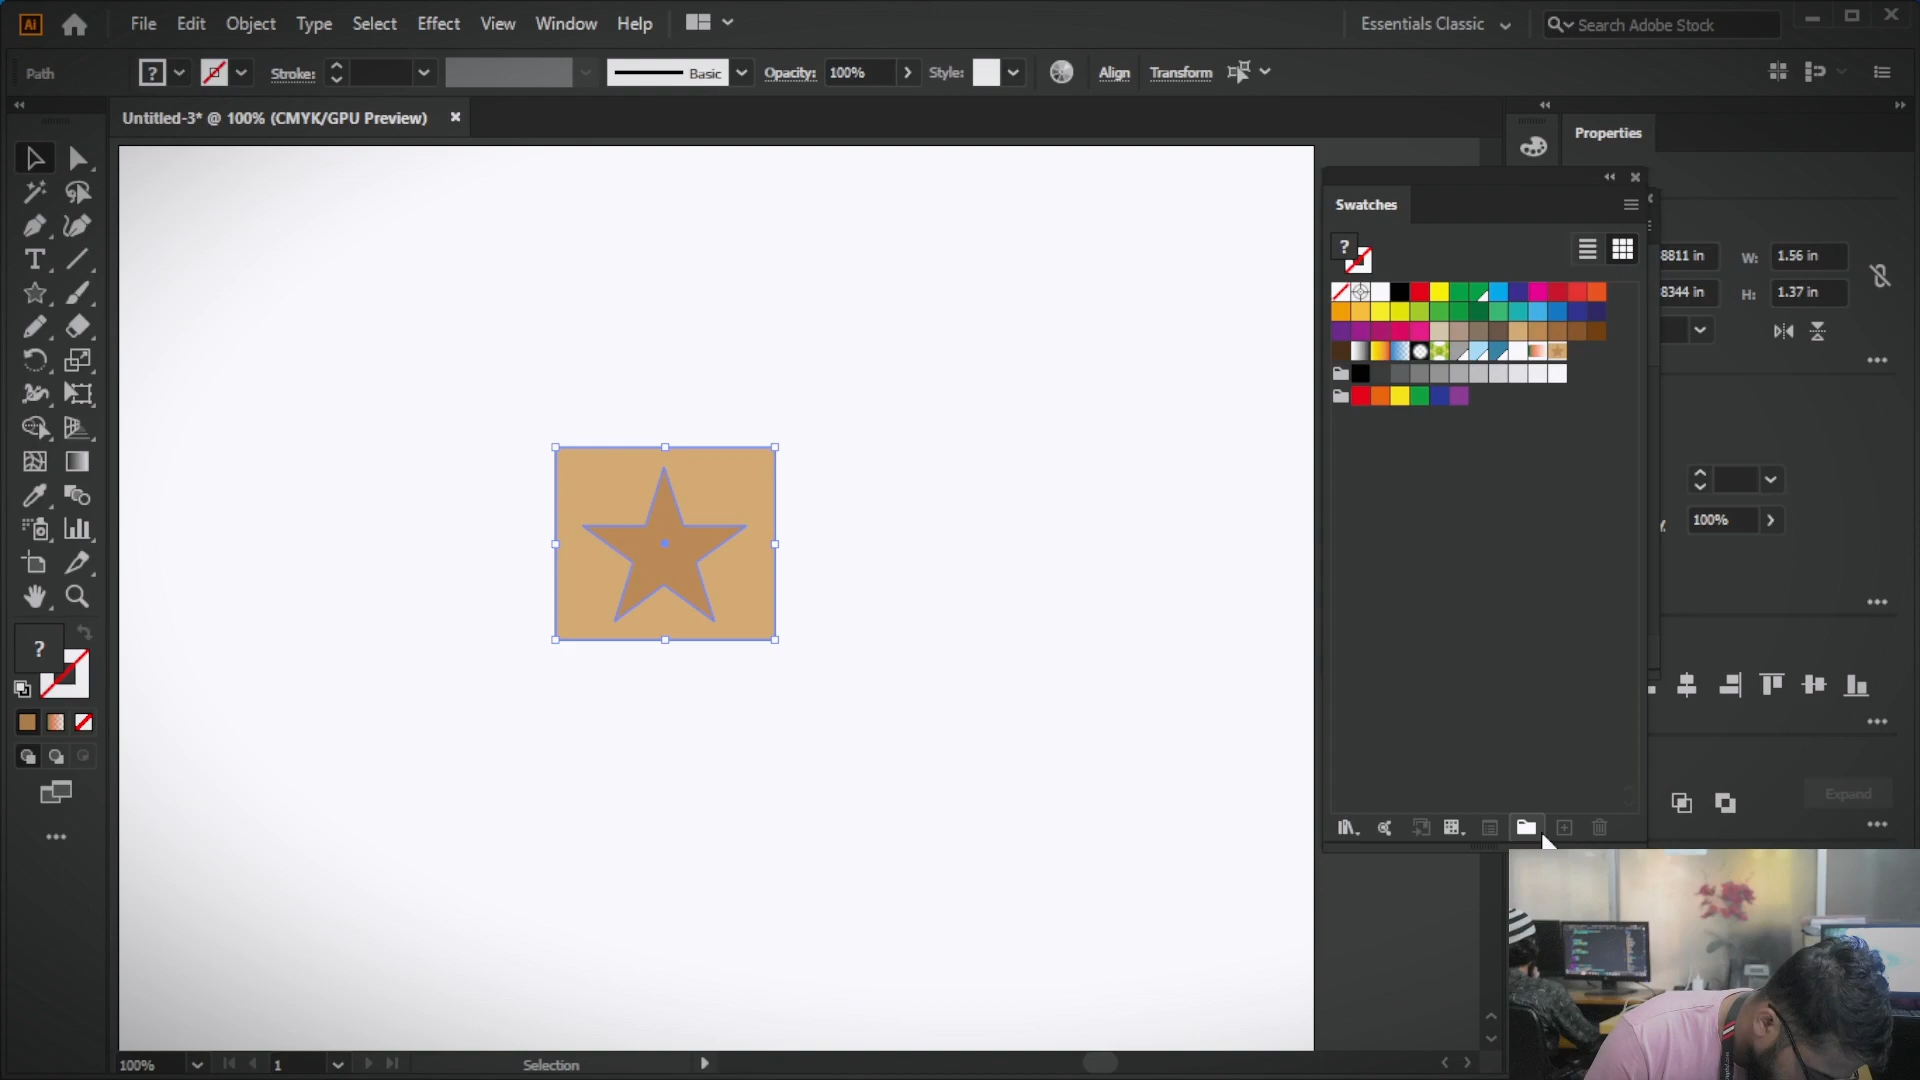 Ai
File Edit Object Type Select Effect View Window Help
Essentials Classic
Search Adobe Stock
Path
?
Stroke:
Basic
Opacity: 100%
Style:
Align
Transform
Untitled-3* @ 100% (CMYK/GPU Preview)
Properties
Swatches
?
8811 in
W: 1.56 in
8344 in
H: 1.37 in
100%
?
Expand
100%
1
Selection